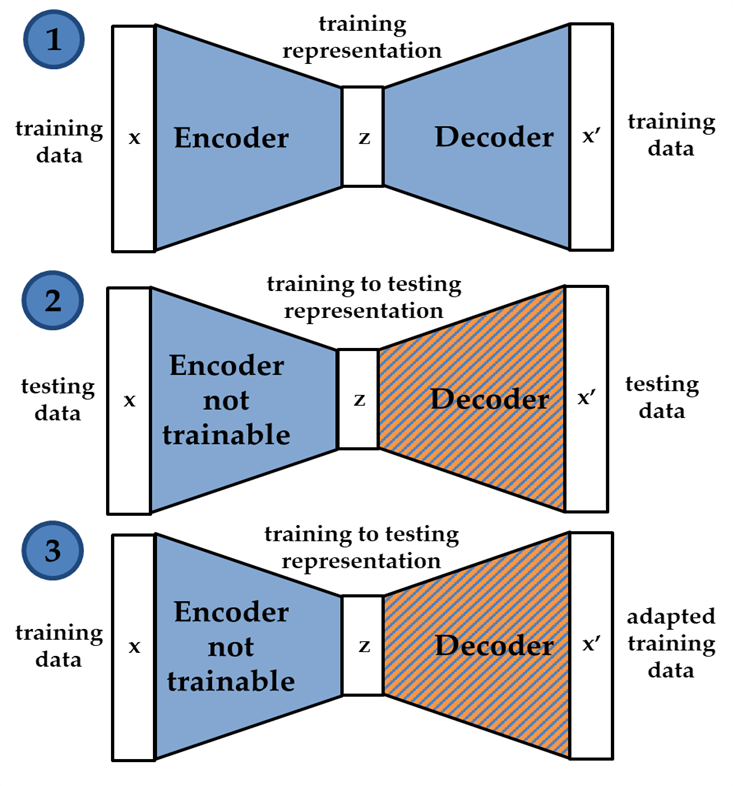 1
training
representation
training
data
x
Encoder
z
Decoder
x′
training
data
2
training to testing
representation
testing
data
x
Encoder
not
trainable
z
Decoder
x′
testing
data
3
training to testing
representation
training
data
x
Encoder
not
trainable
z
Decoder
x′
adapted
training
data